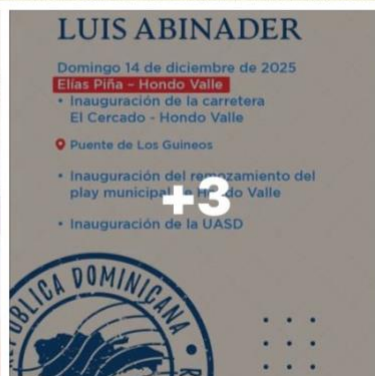 LUIS ABINADER
Domingo 14 de diciembre de 2025
Elías Piña – Hondo Valle
• Inauguración de la carretera
El Cercado - Hondo Valle
Puente de Los Guineos
• Inauguración del remozamiento del
play municipal de Hondo Valle
+3
• Inauguración de la UASD
REPÚBLICA DOMINICANA • R